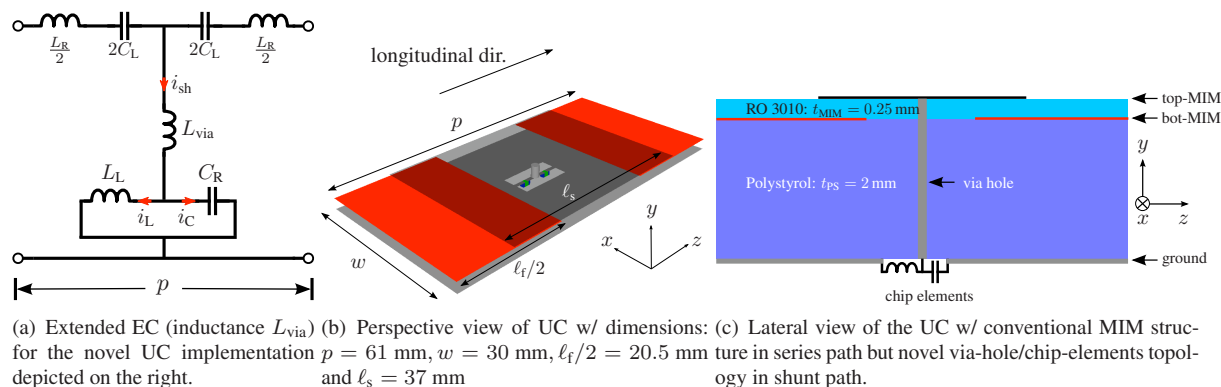 L_R/2
2C_L
2C_L
L_R/2
i_sh
L_via
L_L
C_R
i_L
i_C
p
(a) Extended EC (inductance L_via)
for the novel UC implementation
depicted on the right.
longitudinal dir.
p
ℓ_s
w
ℓ_f/2
x
y
z
(b) Perspective view of UC w/ dimensions:
p = 61 mm, w = 30 mm, ℓ_f/2 = 20.5 mm
and ℓ_s = 37 mm
RO 3010: t_MIM = 0.25 mm
top-MIM
bot-MIM
Polystyrol: t_PS = 2 mm
via hole
y
x
z
ground
chip elements
(c) Lateral view of the UC w/ conventional MIM struc-
ture in series path but novel via-hole/chip-elements topol-
ogy in shunt path.